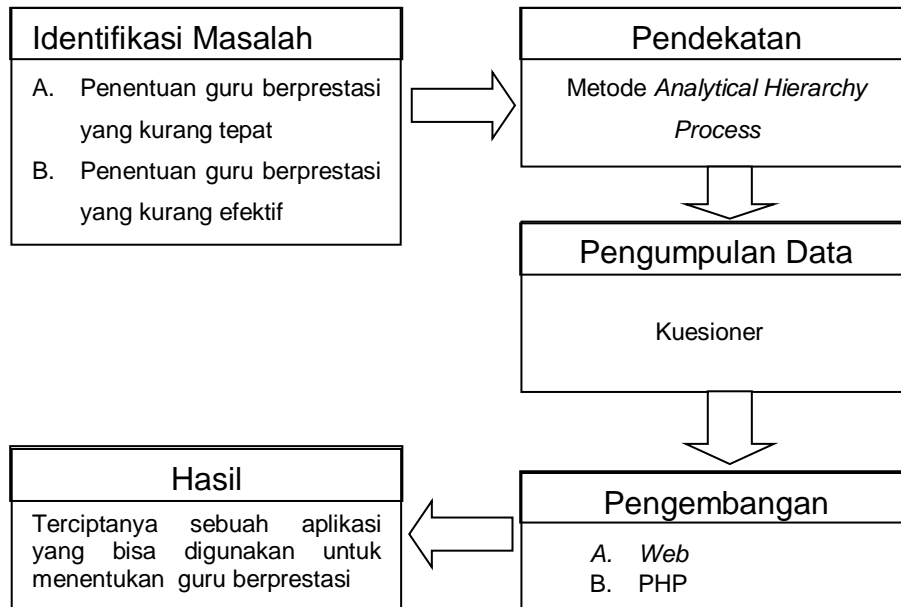 Identifikasi Masalah
A. Penentuan guru berprestasi
yang kurang tepat
B. Penentuan guru berprestasi
yang kurang efektif
Pendekatan
Metode Analytical Hierarchy
Process
Pengumpulan Data
Kuesioner
Pengembangan
A. Web
B. PHP
Hasil
Terciptanya sebuah aplikasi
yang bisa digunakan untuk
menentukan guru berprestasi